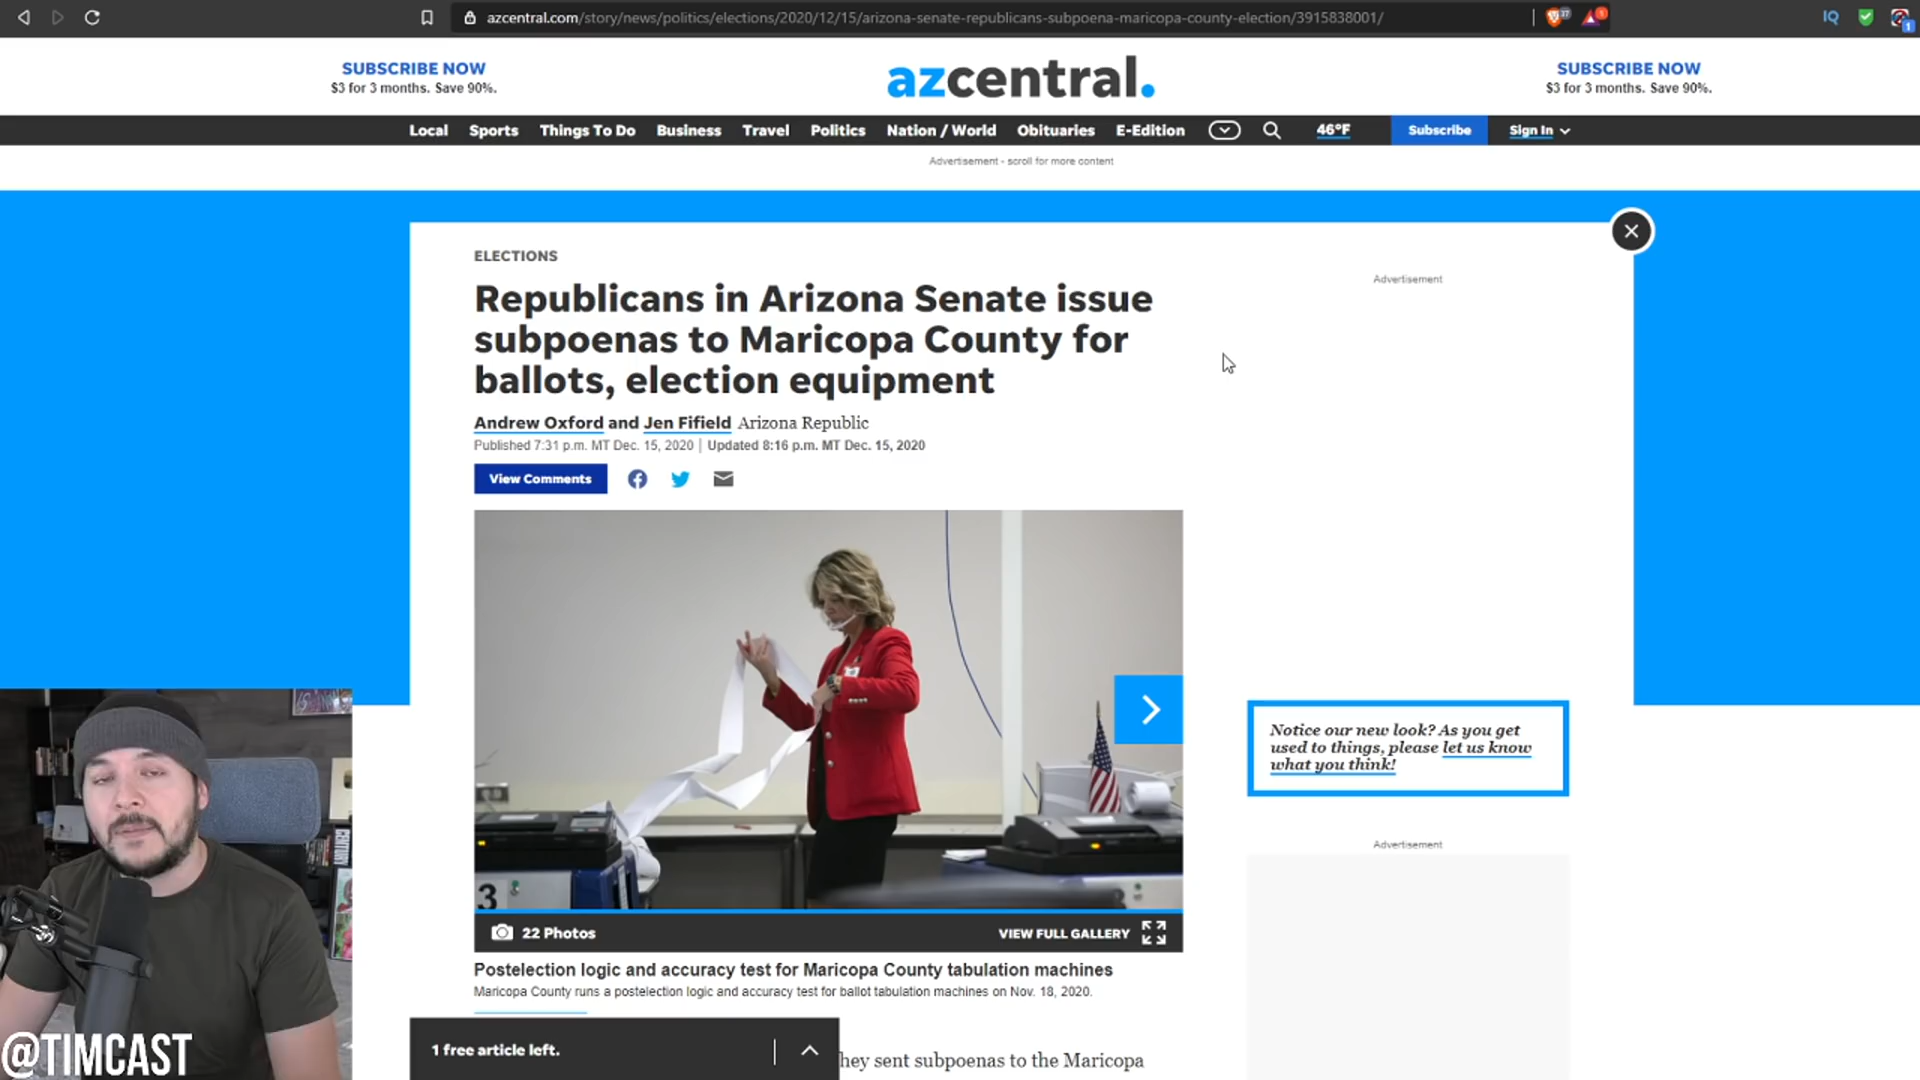 azcentral.com/story/news/politics/elections/2020/12/15/arizona-senate-republicans-subpoena-maricopa-county-election/3915838001/
SUBSCRIBE NOW
$3 for 3 months. Save 90%.
azcentral.
SUBSCRIBE NOW
$3 for 3 months. Save 90%.
Local Sports Things To Do Business Travel Politics Nation / World Obituaries E-Edition 46°F Subscribe Sign In
Advertisement - scroll for more content
ELECTIONS
Republicans in Arizona Senate issue
subpoenas to Maricopa County for
ballots, election equipment
Andrew Oxford and Jen Fifield Arizona Republic
Published 7:31 p.m. MT Dec. 15, 2020 | Updated 8:16 p.m. MT Dec. 15, 2020
View Comments
3
22 Photos
VIEW FULL GALLERY
Postelection logic and accuracy test for Maricopa County tabulation machines
Maricopa County runs a postelection logic and accuracy test for ballot tabulation machines on Nov. 18, 2020.
1 free article left.
hey sent subpoenas to the Maricopa
Advertisement
Notice our new look? As you get
used to things, please let us know
what you think!
Advertisement
IQ
1
@TIMCAST